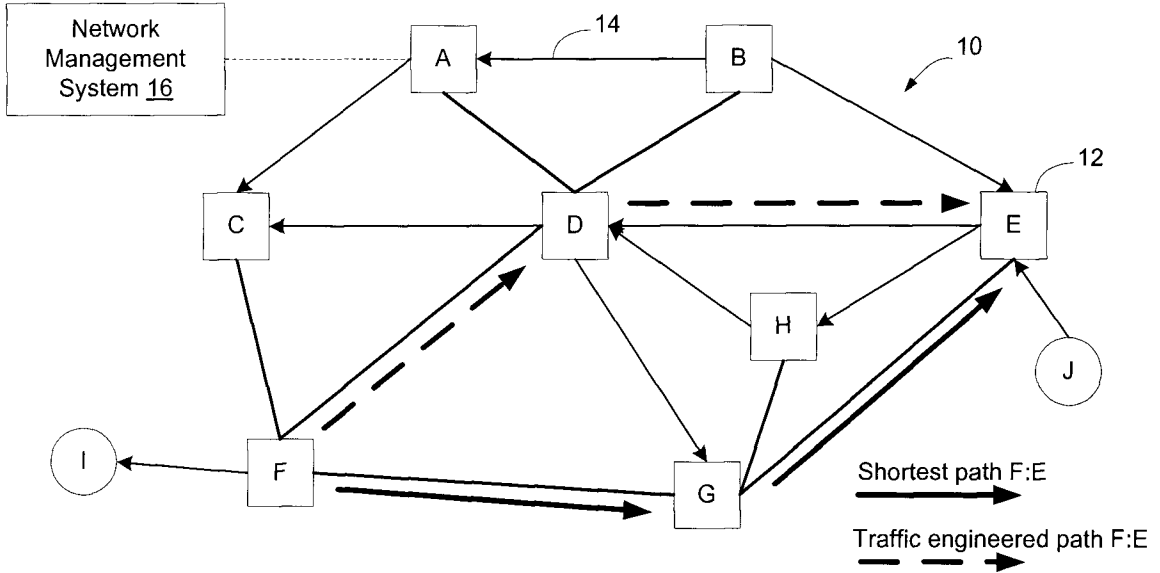 Network
Management
System 16
A
14
B
10
12
C
D
E
H
J
I
F
G
Shortest path F:E
Traffic engineered path F:E